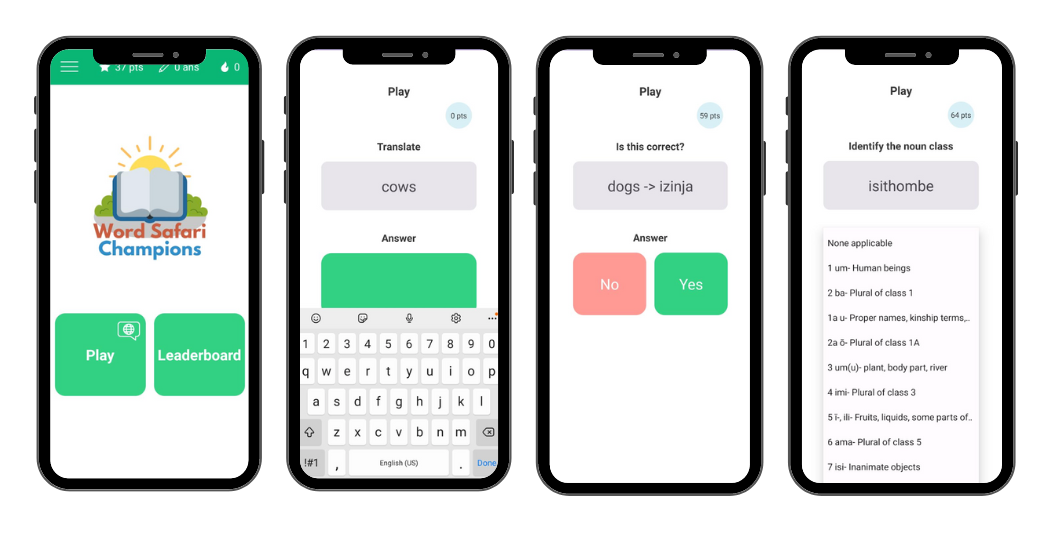 37 pts
0 ans
0
Word Safari
Champions
Play
Leaderboard
Play
0 pts
Translate
cows
Answer
1 2 3 4 5 6 7 8 9 0
q w e r t y u i o p
a s d f g h j k l
z x c v b n m
!#1 , English (US) . Done
Play
59 pts
Is this correct?
dogs -> izinja
Answer
No
Yes
Play
64 pts
Identify the noun class
isithombe
None applicable
1 um- Human beings
2 ba- Plural of class 1
1a u- Proper names, kinship terms,..
2a ō- Plural of class 1A
3 um(u)- plant, body part, river
4 imi- Plural of class 3
5 ī-, ili- Fruits, liquids, some parts of..
6 ama- Plural of class 5
7 isi- Inanimate objects